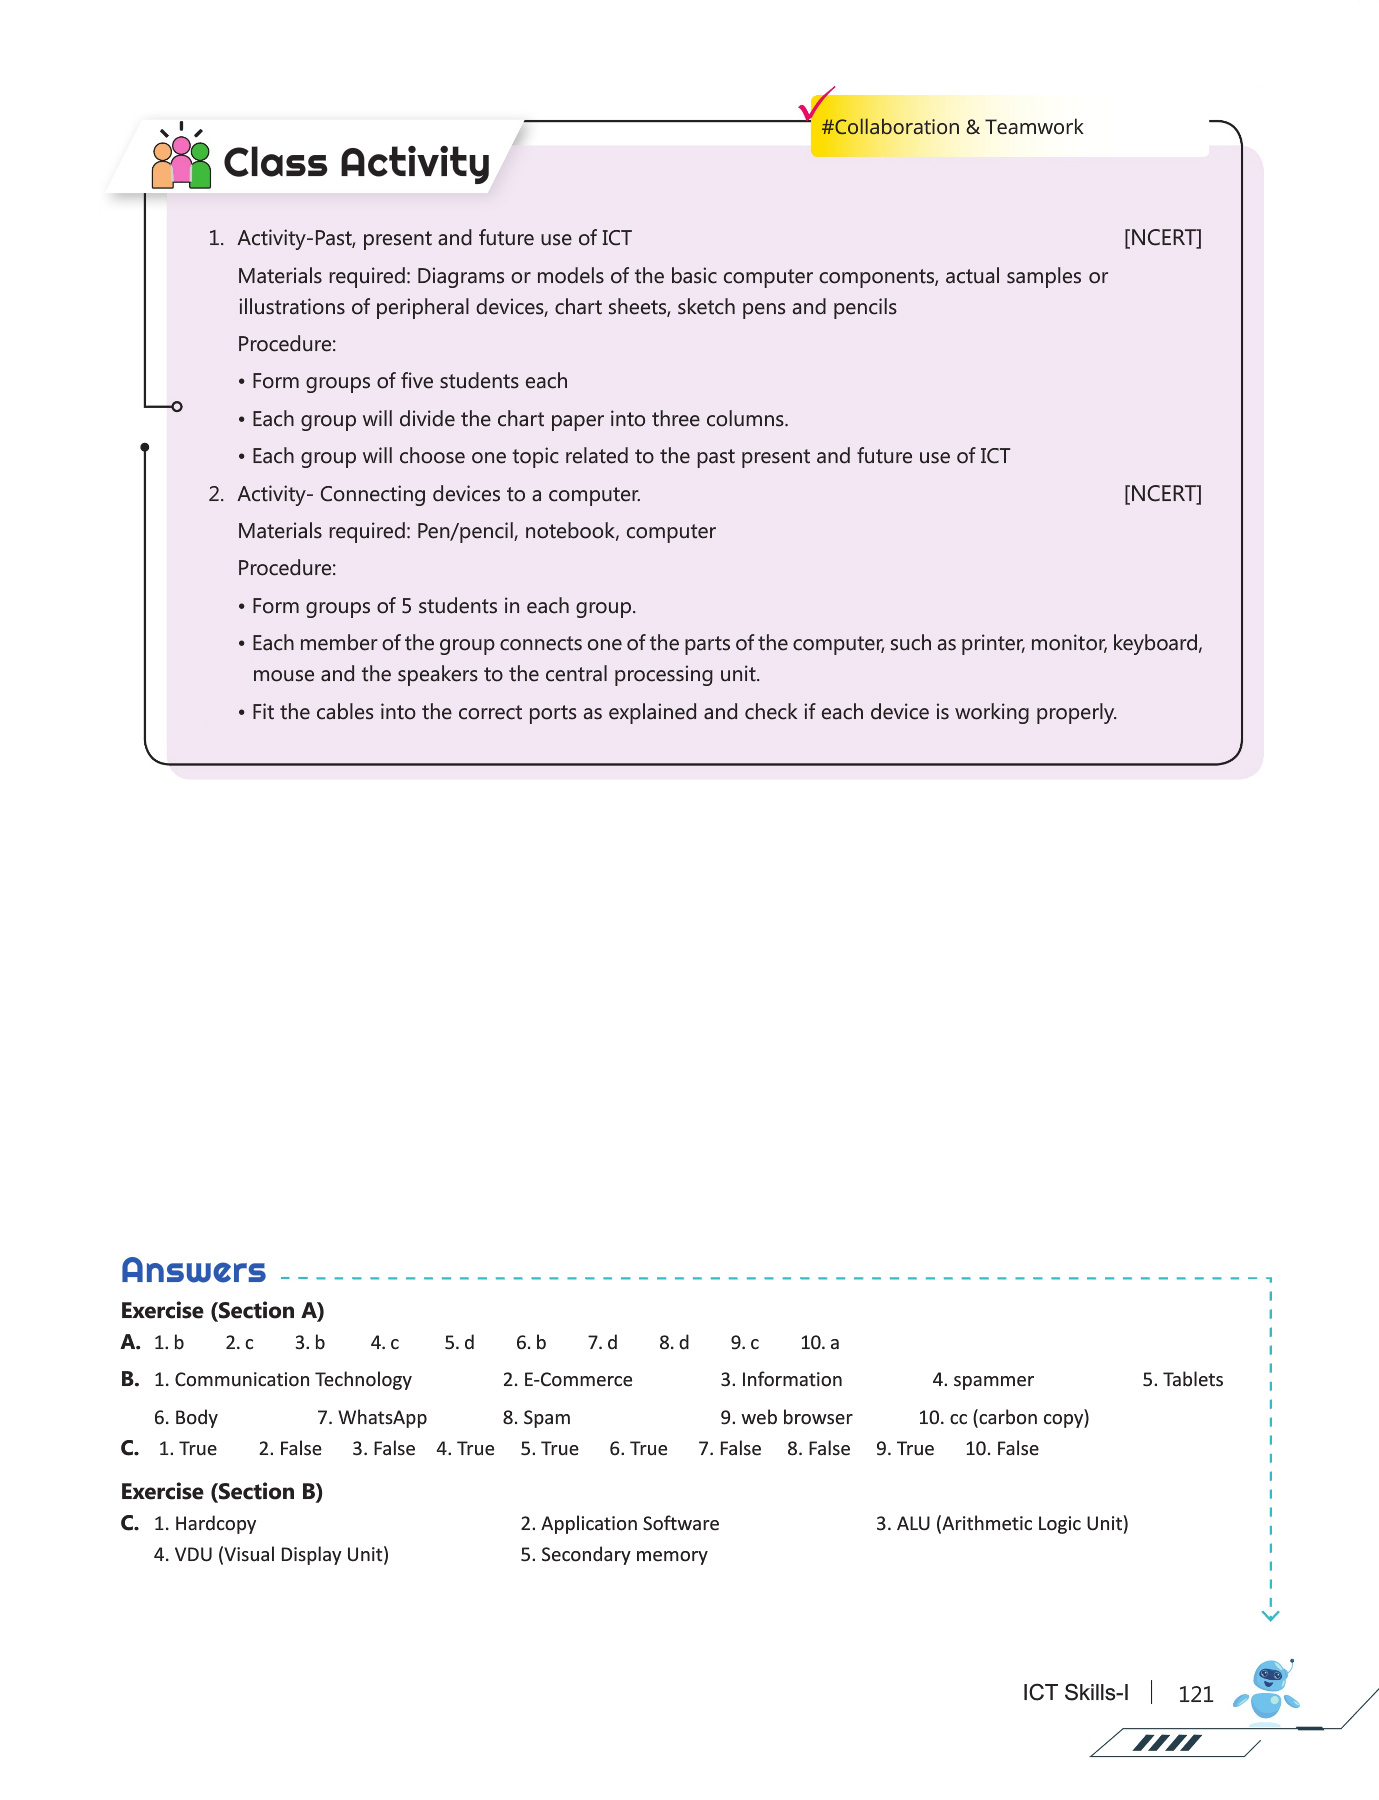 #Collaboration & Teamwork
Class Activity
1. Activity-Past, present and future use of ICT [NCERT]
Materials required: Diagrams or models of the basic computer components, actual samples or
illustrations of peripheral devices, chart sheets, sketch pens and pencils
Procedure:
• Form groups of five students each
• Each group will divide the chart paper into three columns.
• Each group will choose one topic related to the past present and future use of ICT
2. Activity- Connecting devices to a computer. [NCERT]
Materials required: Pen/pencil, notebook, computer
Procedure:
• Form groups of 5 students in each group.
• Each member of the group connects one of the parts of the computer, such as printer, monitor, keyboard,
mouse and the speakers to the central processing unit.
• Fit the cables into the correct ports as explained and check if each device is working properly.
Answers
Exercise (Section A)
A. 1. b 2. c 3. b 4. c 5. d 6. b 7. d 8. d 9. c 10. a
B. 1. Communication Technology 2. E-Commerce 3. Information 4. spammer 5. Tablets
6. Body 7. WhatsApp 8. Spam 9. web browser 10. cc (carbon copy)
C. 1. True 2. False 3. False 4. True 5. True 6. True 7. False 8. False 9. True 10. False
Exercise (Section B)
C. 1. Hardcopy 2. Application Software 3. ALU (Arithmetic Logic Unit)
4. VDU (Visual Display Unit) 5. Secondary memory
ICT Skills-I 121